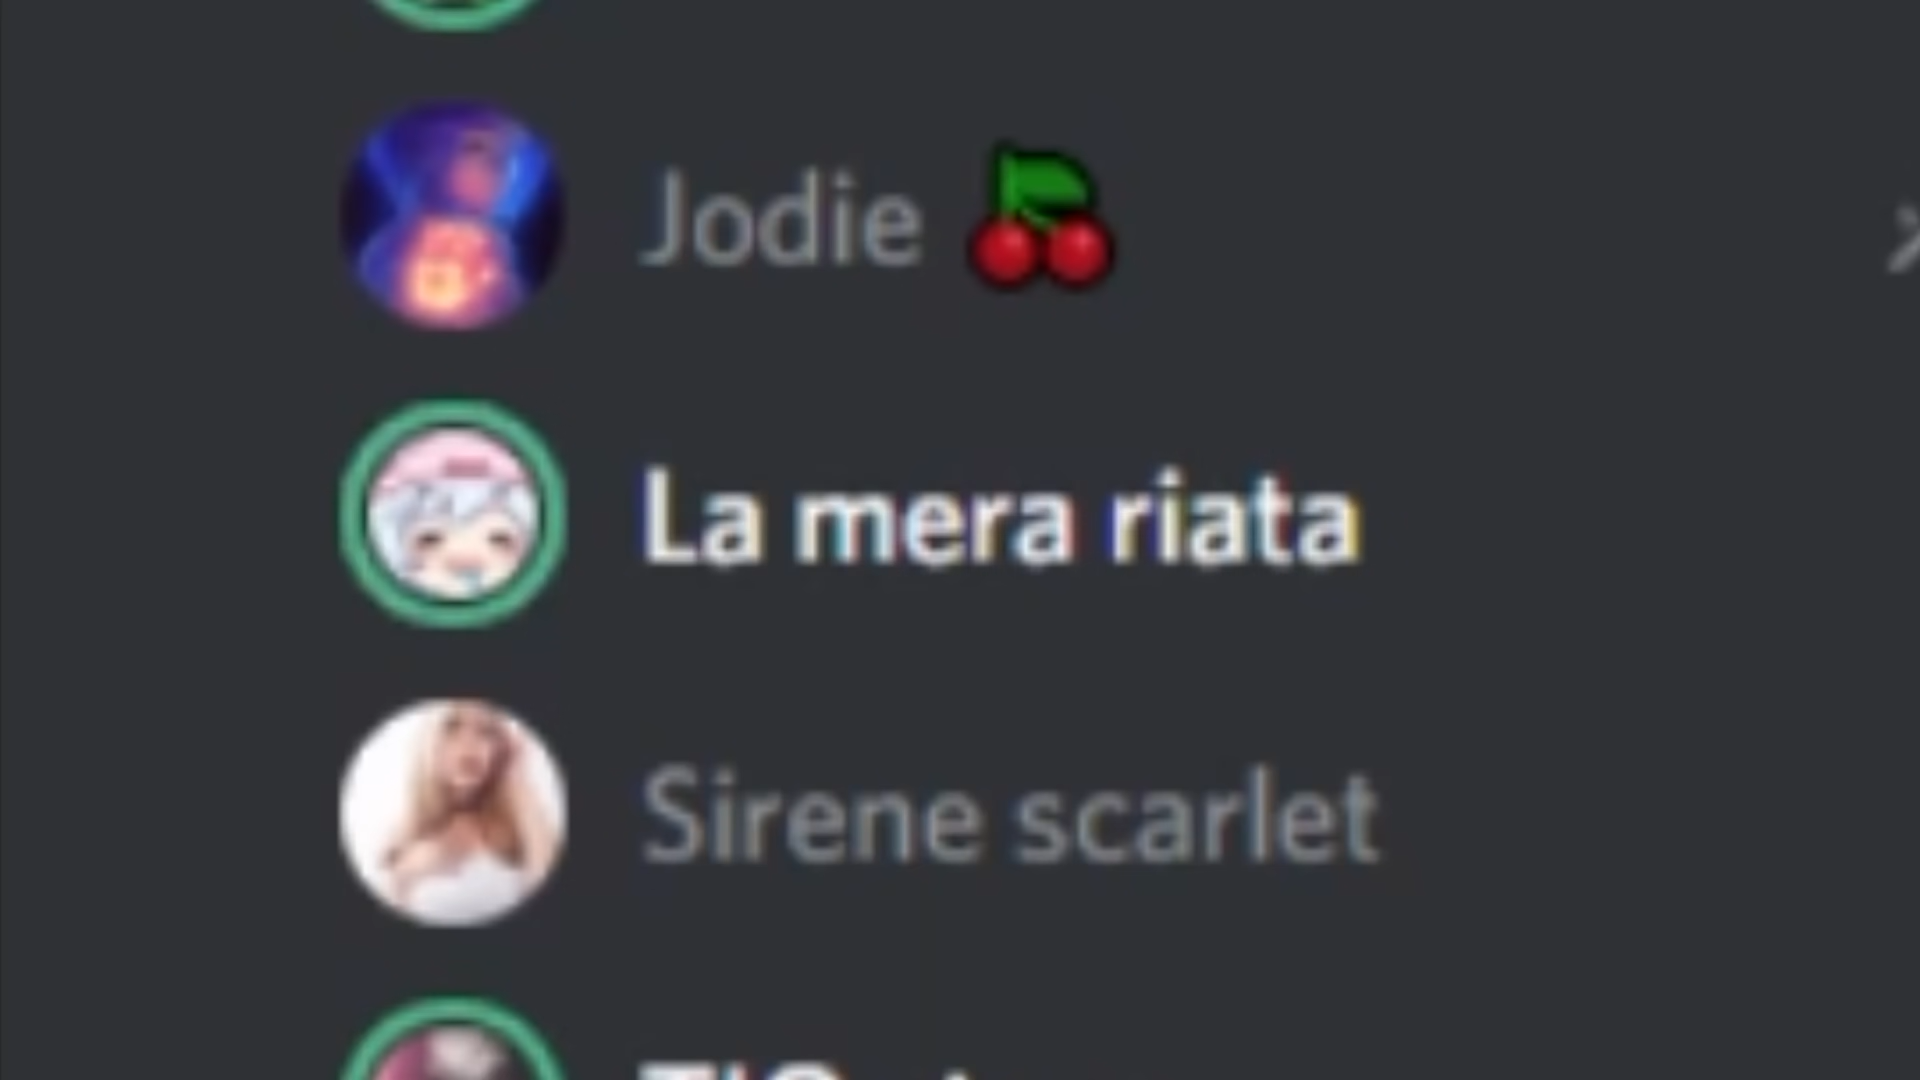 Jodie 🍒
La mera riata
Sirene scarlet